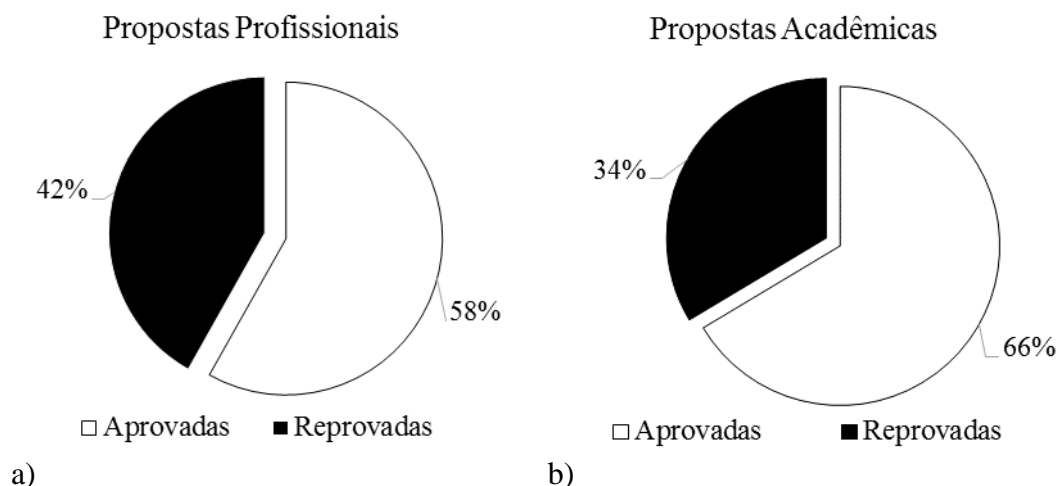 Propostas Profissionais
42%
58%
Aprovadas Reprovadas
a)
Propostas Acadêmicas
34%
66%
Aprovadas Reprovadas
b)